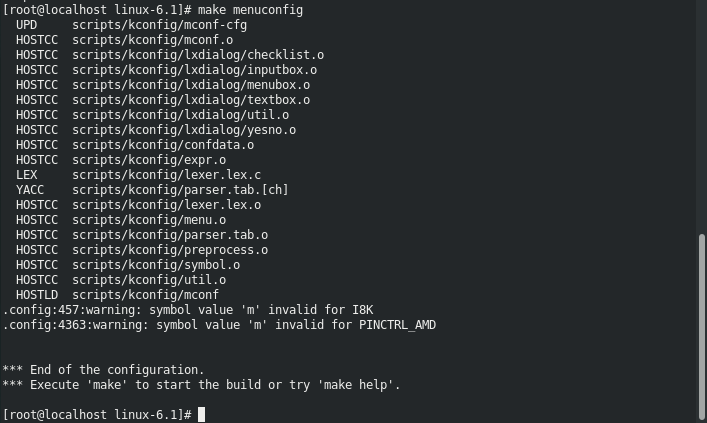 [root@localhost linux-6.1]# make menuconfig
  UPD     scripts/kconfig/mconf-cfg
  HOSTCC  scripts/kconfig/mconf.o
  HOSTCC  scripts/kconfig/lxdialog/checklist.o
  HOSTCC  scripts/kconfig/lxdialog/inputbox.o
  HOSTCC  scripts/kconfig/lxdialog/menubox.o
  HOSTCC  scripts/kconfig/lxdialog/textbox.o
  HOSTCC  scripts/kconfig/lxdialog/util.o
  HOSTCC  scripts/kconfig/lxdialog/yesno.o
  HOSTCC  scripts/kconfig/confdata.o
  HOSTCC  scripts/kconfig/expr.o
  LEX     scripts/kconfig/lexer.lex.c
  YACC    scripts/kconfig/parser.tab.[ch]
  HOSTCC  scripts/kconfig/lexer.lex.o
  HOSTCC  scripts/kconfig/menu.o
  HOSTCC  scripts/kconfig/parser.tab.o
  HOSTCC  scripts/kconfig/preprocess.o
  HOSTCC  scripts/kconfig/symbol.o
  HOSTCC  scripts/kconfig/util.o
  HOSTLD  scripts/kconfig/mconf
.config:457:warning: symbol value 'm' invalid for I8K
.config:4363:warning: symbol value 'm' invalid for PINCTRL_AMD
*** End of the configuration.
*** Execute 'make' to start the build or try 'make help'.
[root@localhost linux-6.1]#